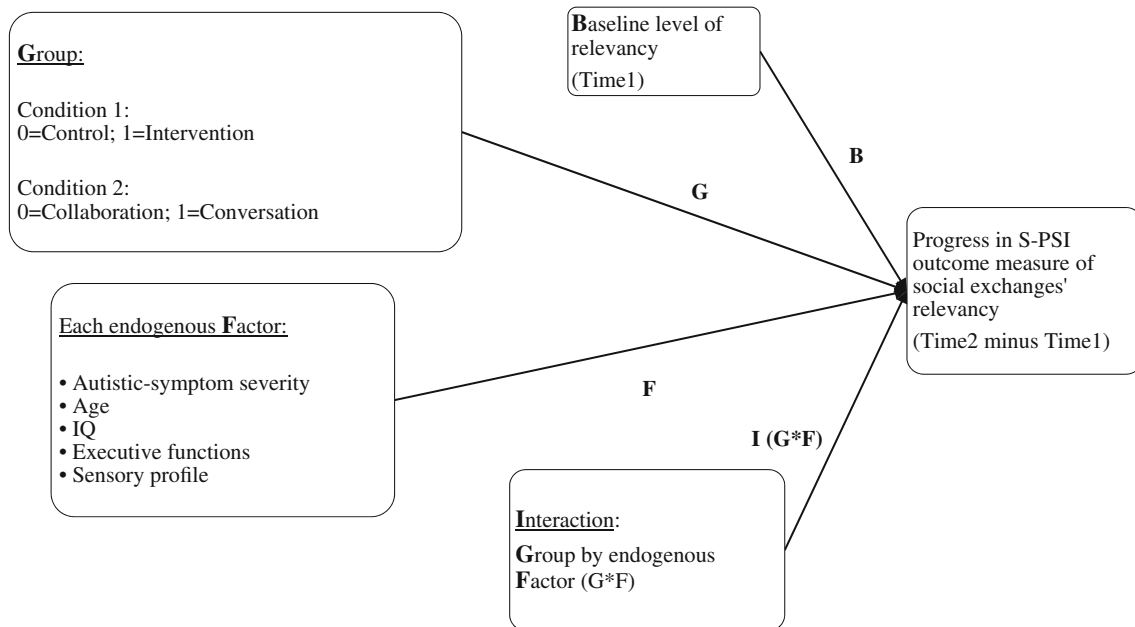 Group:
Condition 1:
0=Control; 1=Intervention
Condition 2:
0=Collaboration; 1=Conversation
Baseline level of
relevancy
(Time1)
B
G
Each endogenous Factor:
• Autistic-symptom severity
• Age
• IQ
• Executive functions
• Sensory profile
F
I (G*F)
Interaction:
Group by endogenous
Factor (G*F)
Progress in S-PSI
outcome measure of
social exchanges'
relevancy
(Time2 minus Time1)